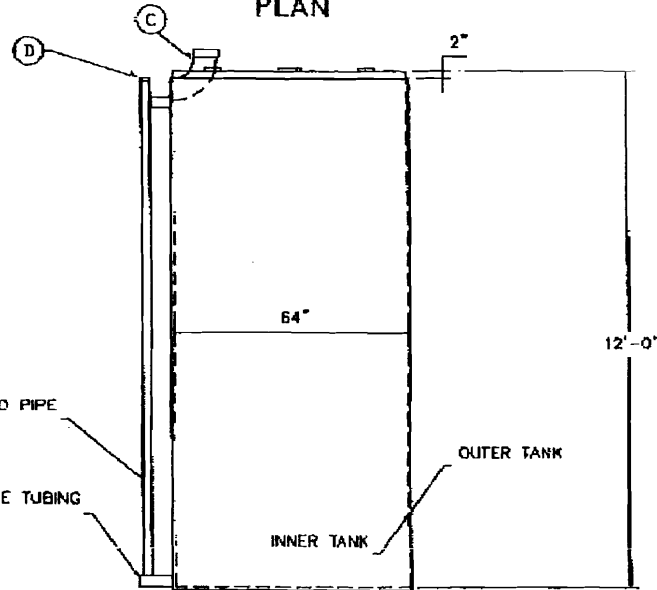 PLAN
C
D
2"
64"
12'-0"
D PIPE
OUTER TANK
E TUBING
INNER TANK